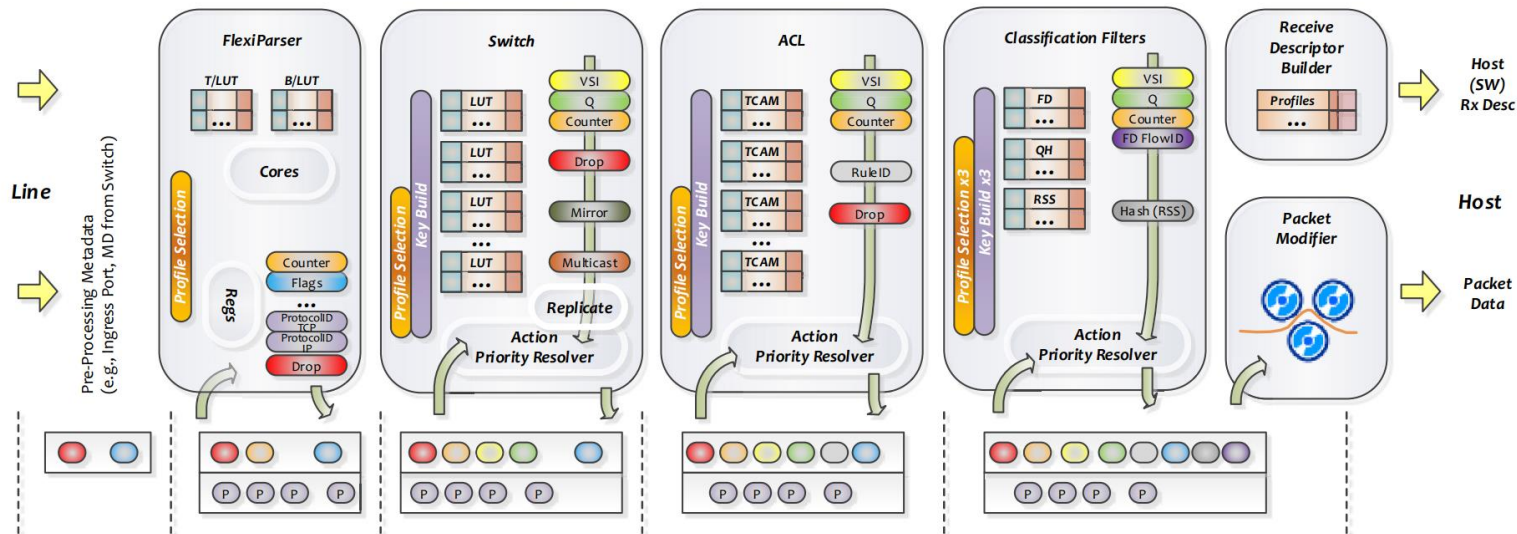 Line
Pre-Processing Metadata
(e.g., Ingress Port, MD from Switch)
FlexiParser
T/LUT
B/LUT
...
...
Cores
Profile Selection
Regs
Counter
Flags
...
ProtocolID
TCP
ProtocolID
IP
Drop
Switch
Profile Selection
Key Build
LUT
...
LUT
...
LUT
...
...
LUT
...
VSI
Q
Counter
Drop
Mirror
Multicast
Replicate
Action
Priority Resolver
ACL
Profile Selection
Key Build
TCAM
...
TCAM
...
TCAM
...
...
TCAM
...
VSI
Q
Counter
RuleID
Drop
Action
Priority Resolver
Classification Filters
Profile Selection x3
Key Build x3
FD
...
QH
...
RSS
...
VSI
Q
Counter
FD FlowID
Hash (RSS)
Action
Priority Resolver
Receive
Descriptor
Builder
Profiles
...
Packet
Modifier
Host
(SW)
Rx Desc
Host
Packet
Data
P P P P
P P P P
P P P P
P P P P